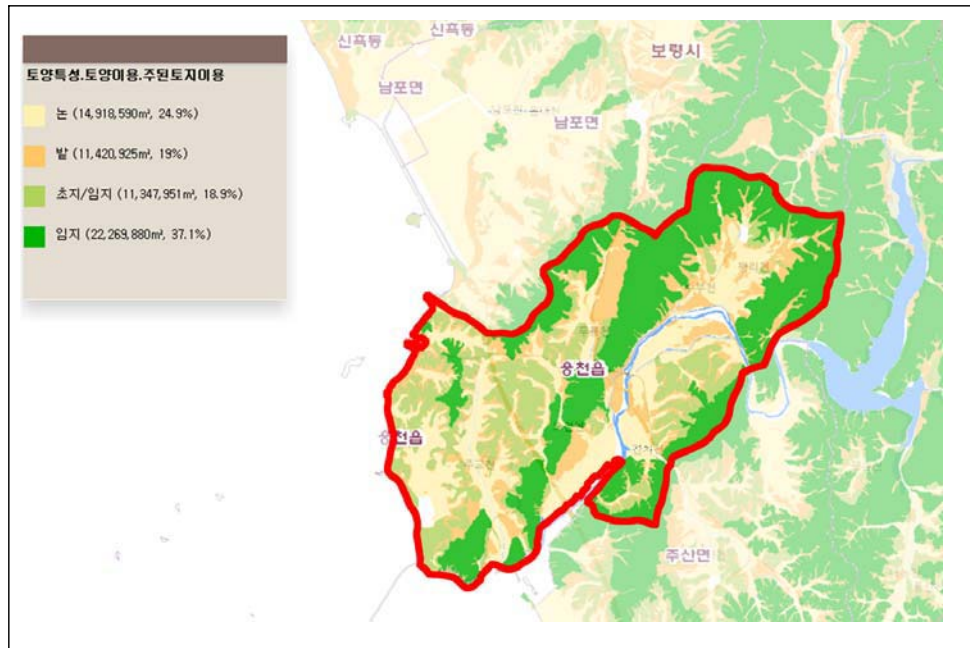 신흑동
신흑동
보령시
토양특성.토양이용.주된토지이용
남포면
논 (14,918,590㎡, 24.9%)
남포면
밭 (11,420,925㎡, 19%)
초지/임지 (11,347,951㎡, 18.9%)
임지 (22,269,880㎡, 37.1%)
웅천읍
웅천읍
주산면